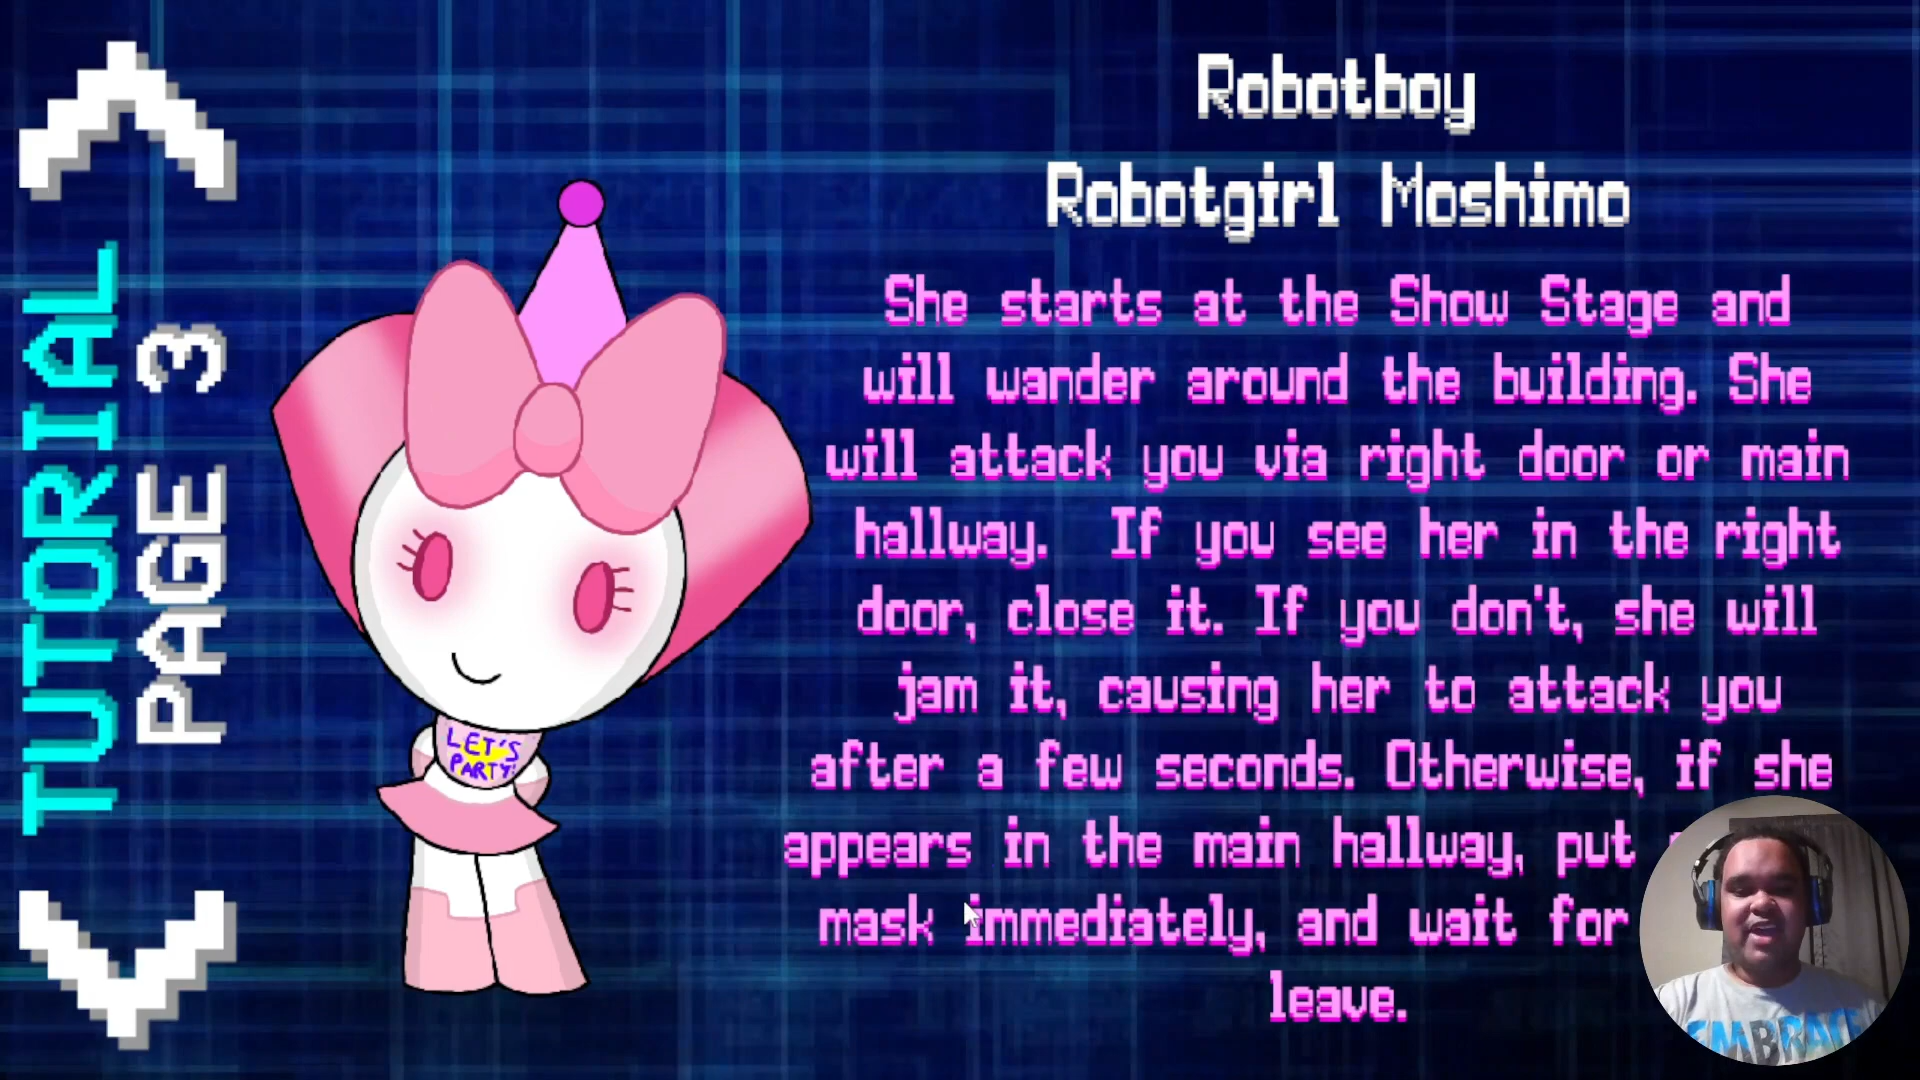 TUTORIAL
PAGE 3
Robotboy
Robotgirl Moshimo
She starts at the Show Stage and
will wander around the building. She
will attack you via right door or main
hallway. If you see her in the right
door, close it. If you don't, she will
jam it, causing her to attack you
after a few seconds. Otherwise, if she
appears in the main hallway, put
mask immediately, and wait for
leave.
LET'S
PARTY!
EMBRACE